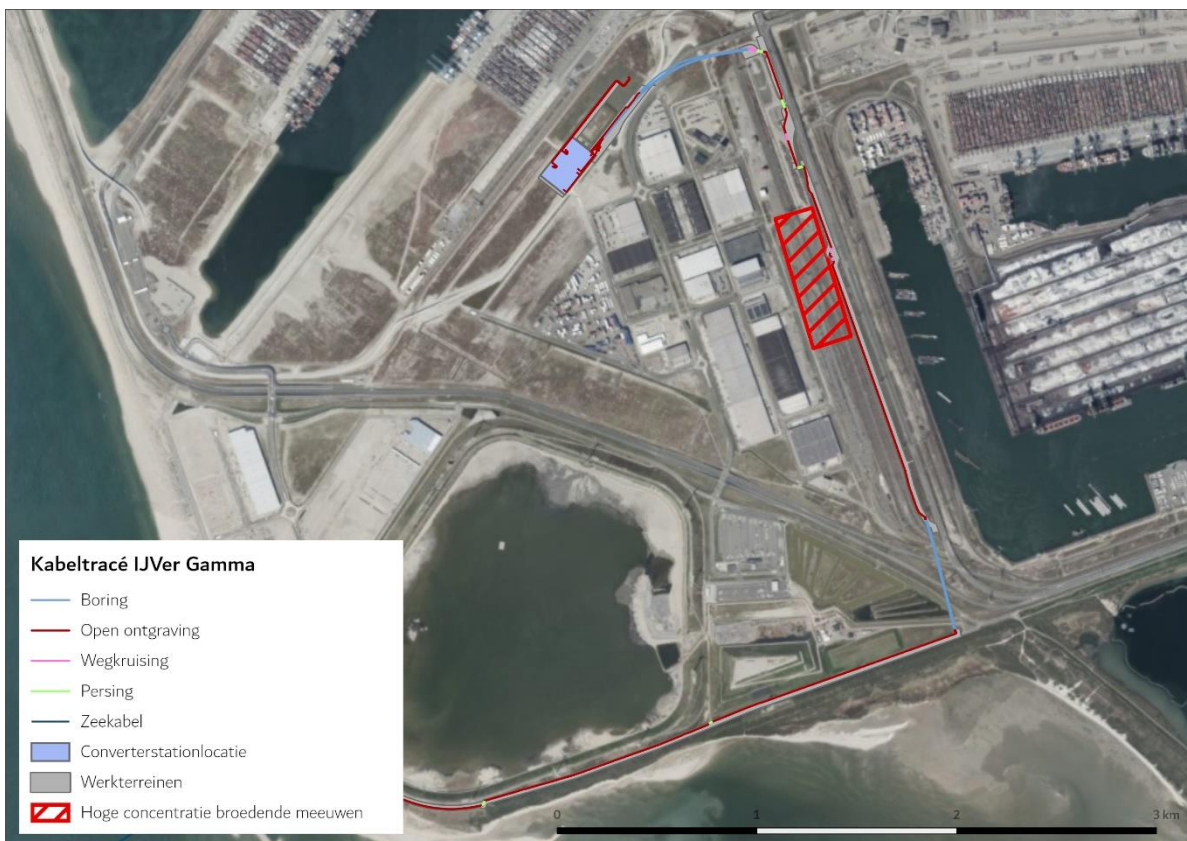 Kabeltracé IJVer Gamma
Boring
Open ontgraving
Wegkruising
Persing
Zeekabel
Converterstationlocatie
Werkterreinen
Hoge concentratie broedende meeuwen
0 1 2 3 km